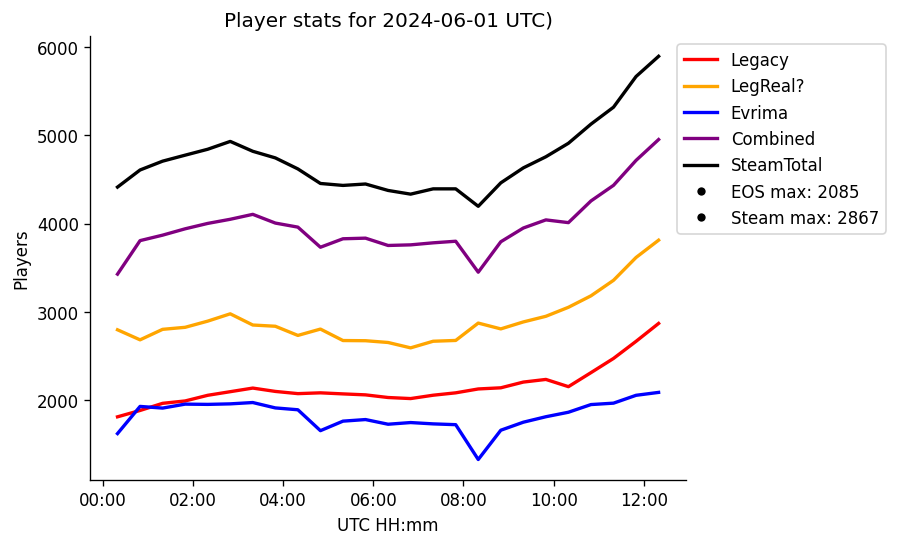 Player stats for 2024-06-01 UTC)
6000
5000
4000
3000
2000
Players
00:00 02:00 04:00 06:00 08:00 10:00 12:00
UTC HH:mm
Legacy
LegReal?
Evrima
Combined
SteamTotal
EOS max: 2085
Steam max: 2867